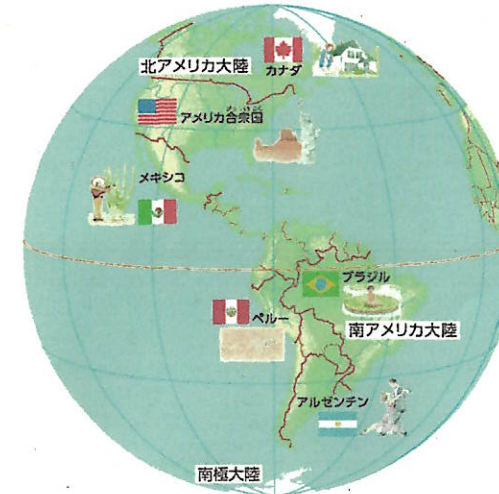 北アメリカ大陸
カナダ
アメリカ合衆国
メキシコ
ブラジル
ペルー
南アメリカ大陸
アルゼンチン
南極大陸